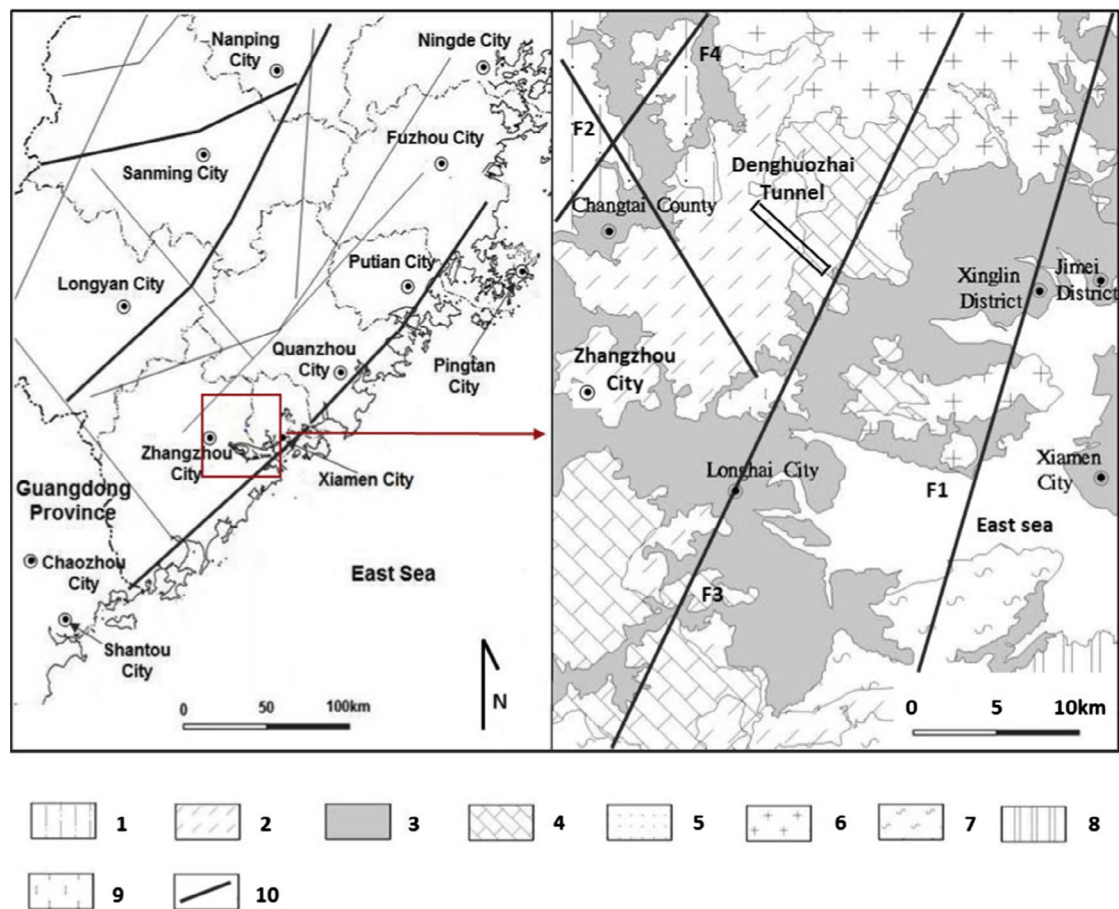 Nanping
City
Ningde City
Fuzhou City
Sanming City
Putian City
Longyan City
Quanzhou
City
Pingtan
City
Zhangzhou
City
Xiamen City
Guangdong
Province
Chaozhou
City
East Sea
Shantou
City
N
0 50 100km
F4
F2
Denghuozhai
Tunnel
Changtai County
Xinglin
District
Jimei
District
Zhangzhou
City
Longhai City
Xiamen
City
F1
East sea
F3
0 5 10km
1 2 3 4 5 6 7 8
9 10